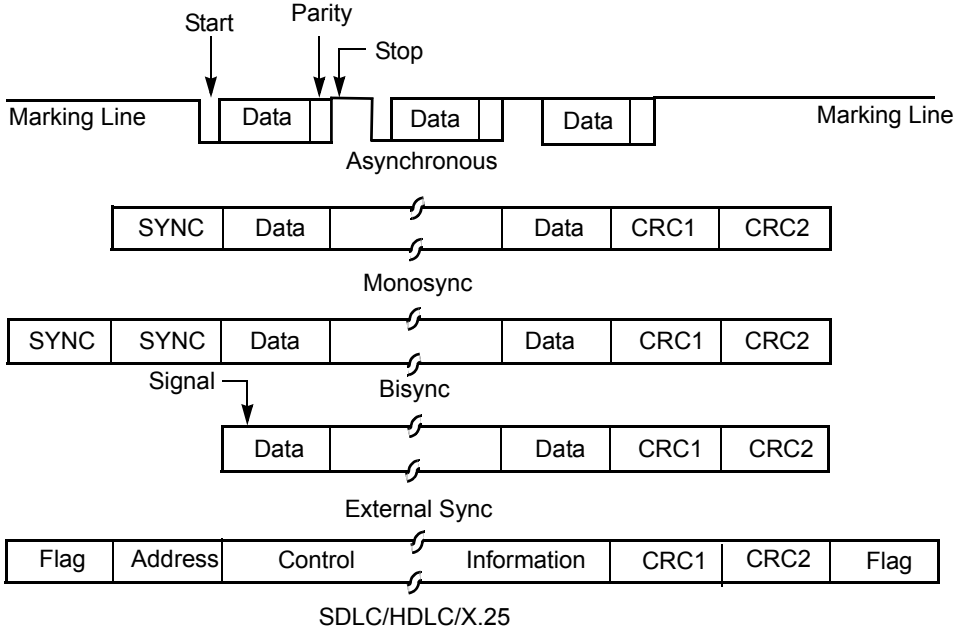 Start
Parity
Stop
Marking Line
Data
Data
Data
Marking Line
Asynchronous
SYNC Data Data CRC1 CRC2
Monosync
SYNC SYNC Data Data CRC1 CRC2
Signal
Bisync
Data Data CRC1 CRC2
External Sync
Flag Address Control Information CRC1 CRC2 Flag
SDLC/HDLC/X.25